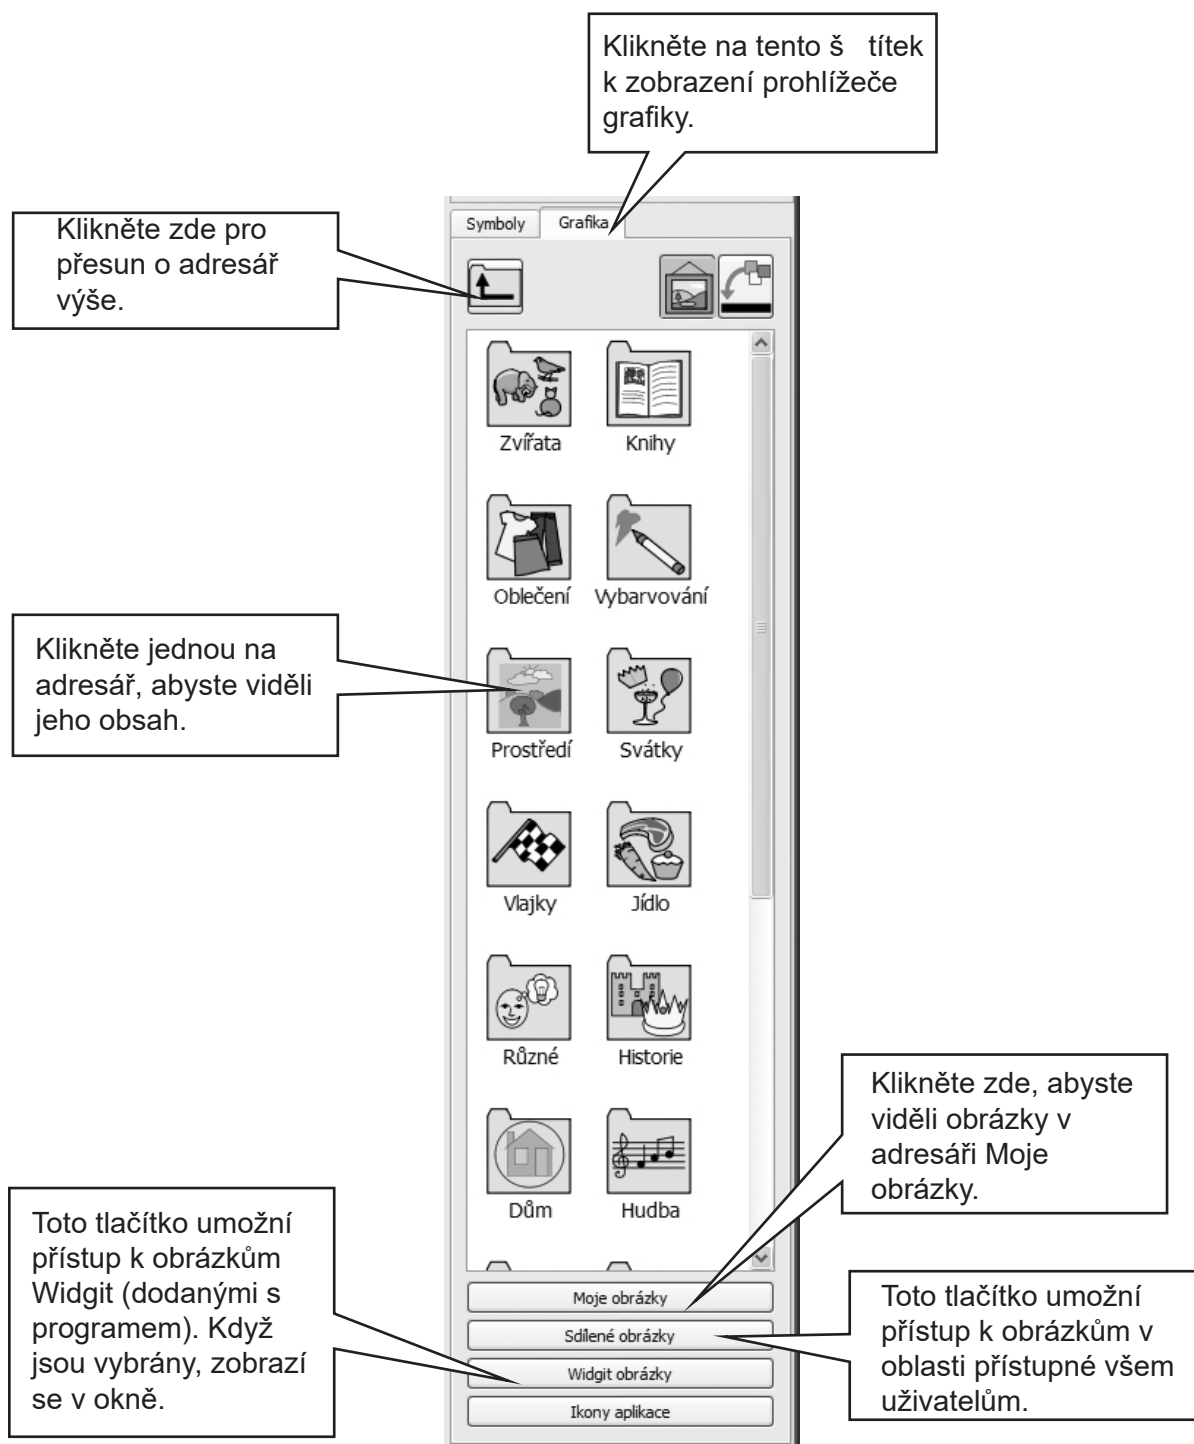 Klikněte na tento š títek
k zobrazení prohlížeče
grafiky.
Klikněte zde pro
přesun o adresář
výše.
Symboly
Grafika
Zvířata
Knihy
Oblečení
Vybarvování
Klikněte jednou na
adresář, abyste viděli
jeho obsah.
Prostředí
Svátky
Vlajky
Jídlo
Různé
Historie
Klikněte zde, abyste
viděli obrázky v
adresáři Moje
obrázky.
Dům
Hudba
Toto tlačítko umožní
přístup k obrázkům
Widgit (dodanými s
programem). Když
jsou vybrány, zobrazí
se v okně.
Moje obrázky
Sdílené obrázky
Widgit obrázky
Ikony aplikace
Toto tlačítko umožní
přístup k obrázkům v
oblasti přístupné všem
uživatelům.